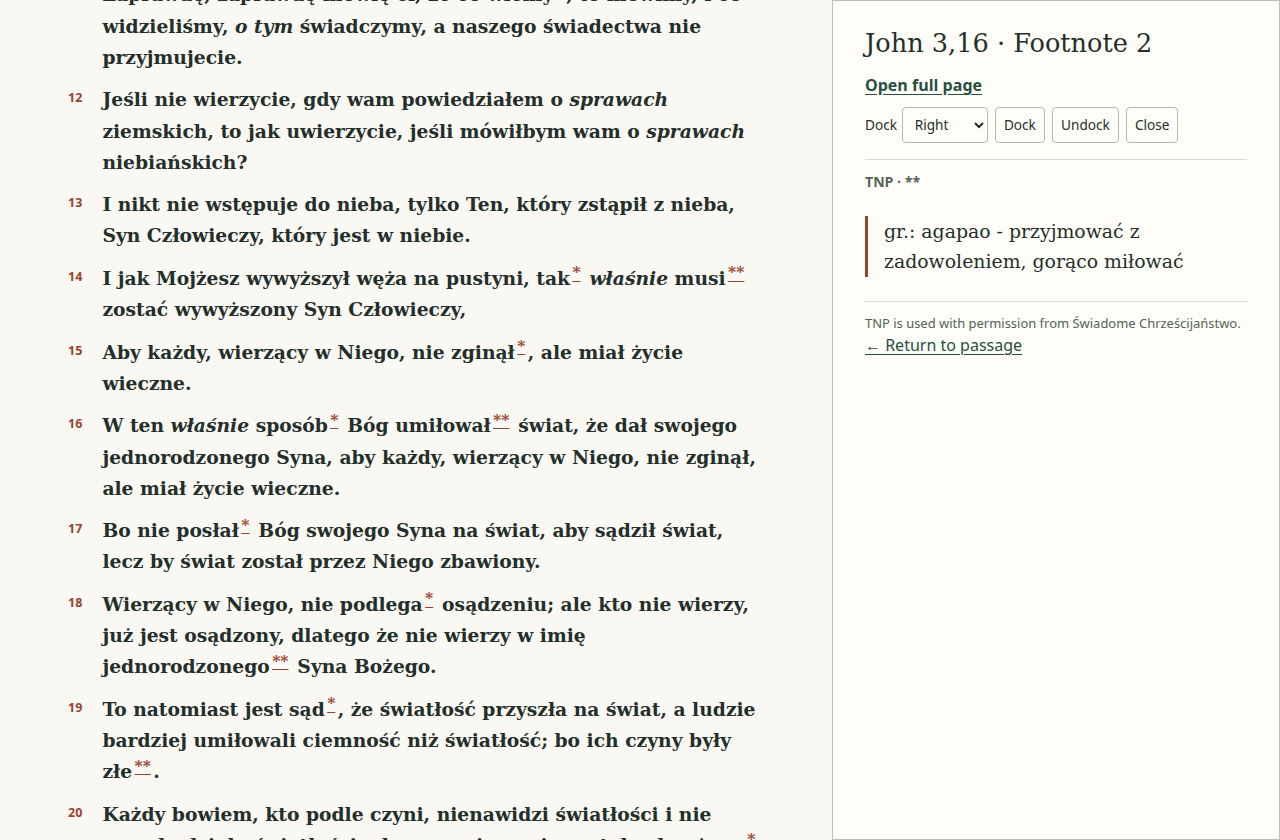 widzieliśmy, o tym świadczymy, a naszego świadectwa nie
przyjmujecie.
12 Jeśli nie wierzycie, gdy wam powiedziałem o sprawach
ziemskich, to jak uwierzycie, jeśli mówiłbym wam o sprawach
niebiańskich?
13 I nikt nie wstępuje do nieba, tylko Ten, który zstąpił z nieba,
Syn Człowieczy, który jest w niebie.
14 I jak Mojżesz wywyższył węża na pustyni, tak* właśnie musi**
zostać wywyższony Syn Człowieczy,
15 Aby każdy, wierzący w Niego, nie zginął*, ale miał życie
wieczne.
16 W ten właśnie sposób* Bóg umiłował** świat, że dał swojego
jednorodzonego Syna, aby każdy, wierzący w Niego, nie zginął,
ale miał życie wieczne.
17 Bo nie posłał* Bóg swojego Syna na świat, aby sądził świat,
lecz by świat został przez Niego zbawiony.
18 Wierzący w Niego, nie podlega* osądzeniu; ale kto nie wierzy,
już jest osądzony, dlatego że nie wierzy w imię
jednorodzonego** Syna Bożego.
19 To natomiast jest sąd*, że światłość przyszła na świat, a ludzie
bardziej umiłowali ciemność niż światłość; bo ich czyny były
złe**.
20 Każdy bowiem, kto podle czyni, nienawidzi światłości i nie
John 3,16 · Footnote 2
Open full page
Dock Right Dock Undock Close
TNP · **
gr.: agapao - przyjmować z
zadowoleniem, gorąco miłować
TNP is used with permission from Świadome Chrześcijaństwo.
← Return to passage